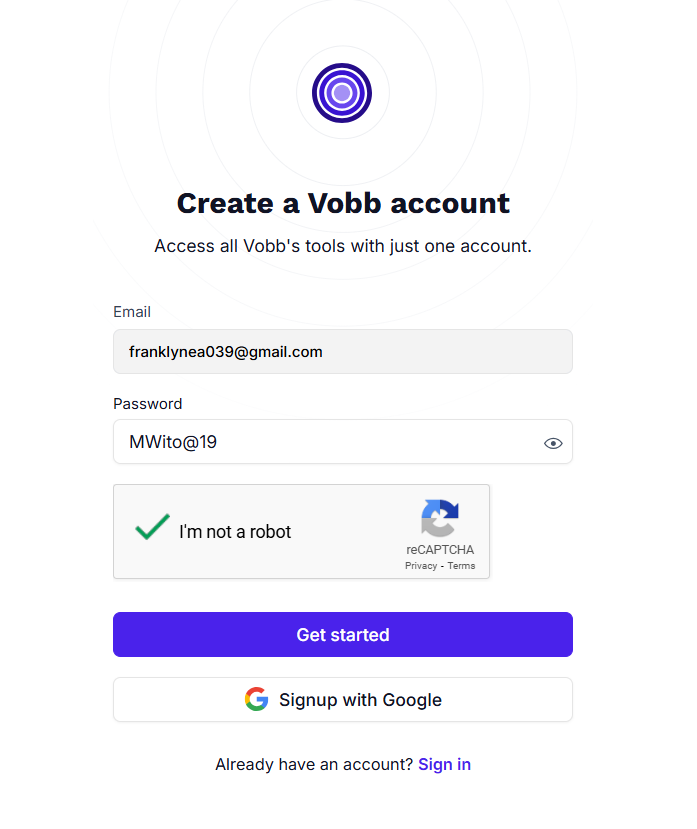 Create a Vobb account
Access all Vobb's tools with just one account.
Email
franklynea039@gmail.com
Password
MWito@19
I'm not a robot
reCAPTCHA
Privacy - Terms
Get started
Signup with Google
Already have an account? Sign in